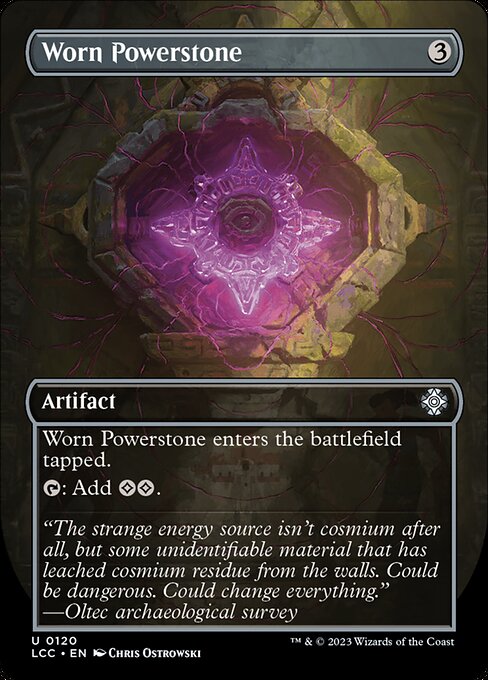 Worn Powerstone 3
Artifact
Worn Powerstone enters the battlefield
tapped.
: Add .
“The strange energy source isn’t cosmium after
all, but some unidentifiable material that has
leached cosmium residue from the walls. Could
be dangerous. Could change everything.”
—Oltec archaeological survey
U 0120
LCC • EN Chris Ostrowski
™ & © 2023 Wizards of the Coast